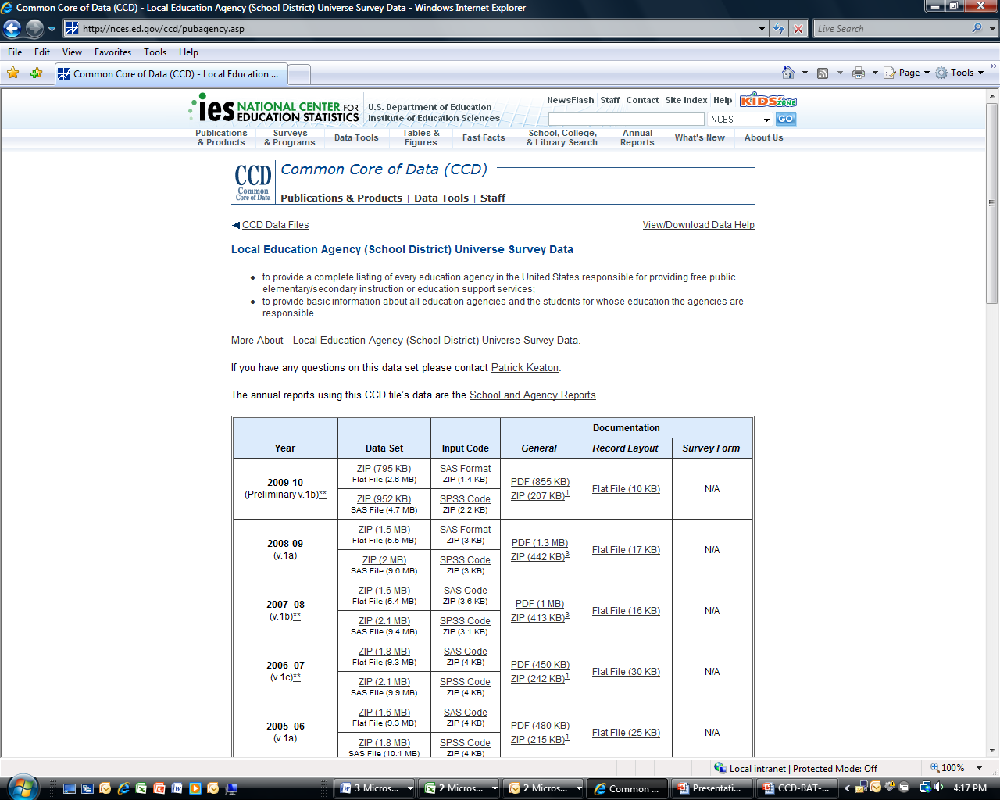 Common Core of Data (CCD) - Local Education Agency (School District) Universe Survey Data - Windows Internet Explorer
http://nces.ed.gov/ccd/pubagency.asp
Live Search
File Edit View Favorites Tools Help
Common Core of Data (CCD) - Local Education ...
Page Tools
ies NATIONAL CENTER FOR EDUCATION STATISTICS
U.S. Department of Education
Institute of Education Sciences
NewsFlash Staff Contact Site Index Help KIDS' ZONE
NCES GO
Publications & Products
Surveys & Programs
Data Tools
Tables & Figures
Fast Facts
School, College, & Library Search
Annual Reports
What's New
About Us
CCD
Common
Core of Data
Common Core of Data (CCD)
Publications & Products | Data Tools | Staff
CCD Data Files
View/Download Data Help
Local Education Agency (School District) Universe Survey Data
• to provide a complete listing of every education agency in the United States responsible for providing free public
elementary/secondary instruction or education support services;
• to provide basic information about all education agencies and the students for whose education the agencies are
responsible.
More About - Local Education Agency (School District) Universe Survey Data.
If you have any questions on this data set please contact Patrick Keaton.
The annual reports using this CCD file's data are the School and Agency Reports.
Documentation
Year Data Set Input Code General Record Layout Survey Form
2009-10
(Preliminary v.1b)**
ZIP (795 KB)
Flat File (2.6 MB)
SAS Format
ZIP (1.4 KB)
ZIP (952 KB)
SAS File (4.7 MB)
SPSS Code
ZIP (2.2 KB)
PDF (855 KB)
ZIP (207 KB)1
Flat File (10 KB)
N/A
2008-09
(v.1a)
ZIP (1.5 MB)
Flat File (5.5 MB)
SAS Format
ZIP (3 KB)
ZIP (2 MB)
SAS File (9.6 MB)
SPSS Code
ZIP (3 KB)
PDF (1.3 MB)
ZIP (442 KB)3
Flat File (17 KB)
N/A
2007–08
(v.1b)**
ZIP (1.6 MB)
Flat File (5.4 MB)
SAS Code
ZIP (3.6 KB)
ZIP (2.1 MB)
SAS File (9.4 MB)
SPSS Code
ZIP (3.1 KB)
PDF (1 MB)
ZIP (413 KB)3
Flat File (16 KB)
N/A
2006–07
(v.1c)**
ZIP (1.8 MB)
Flat File (9.3 MB)
SAS Code
ZIP (4 KB)
ZIP (2.1 MB)
SAS File (9.9 MB)
SPSS Code
ZIP (4 KB)
PDF (450 KB)
ZIP (242 KB)1
Flat File (30 KB)
N/A
2005–06
(v.1a)
ZIP (1.6 MB)
Flat File (9.3 MB)
SAS Code
ZIP (4 KB)
ZIP (1.8 MB)
SAS File (10.1 MB)
SPSS Code
ZIP (4 KB)
PDF (480 KB)
ZIP (215 KB)1
Flat File (25 KB)
N/A
Local intranet | Protected Mode: Off
100%
3 Micros... 2 Micros... 2 Micros... Common ... Presentati... CCD-BAT-... 4:17 PM